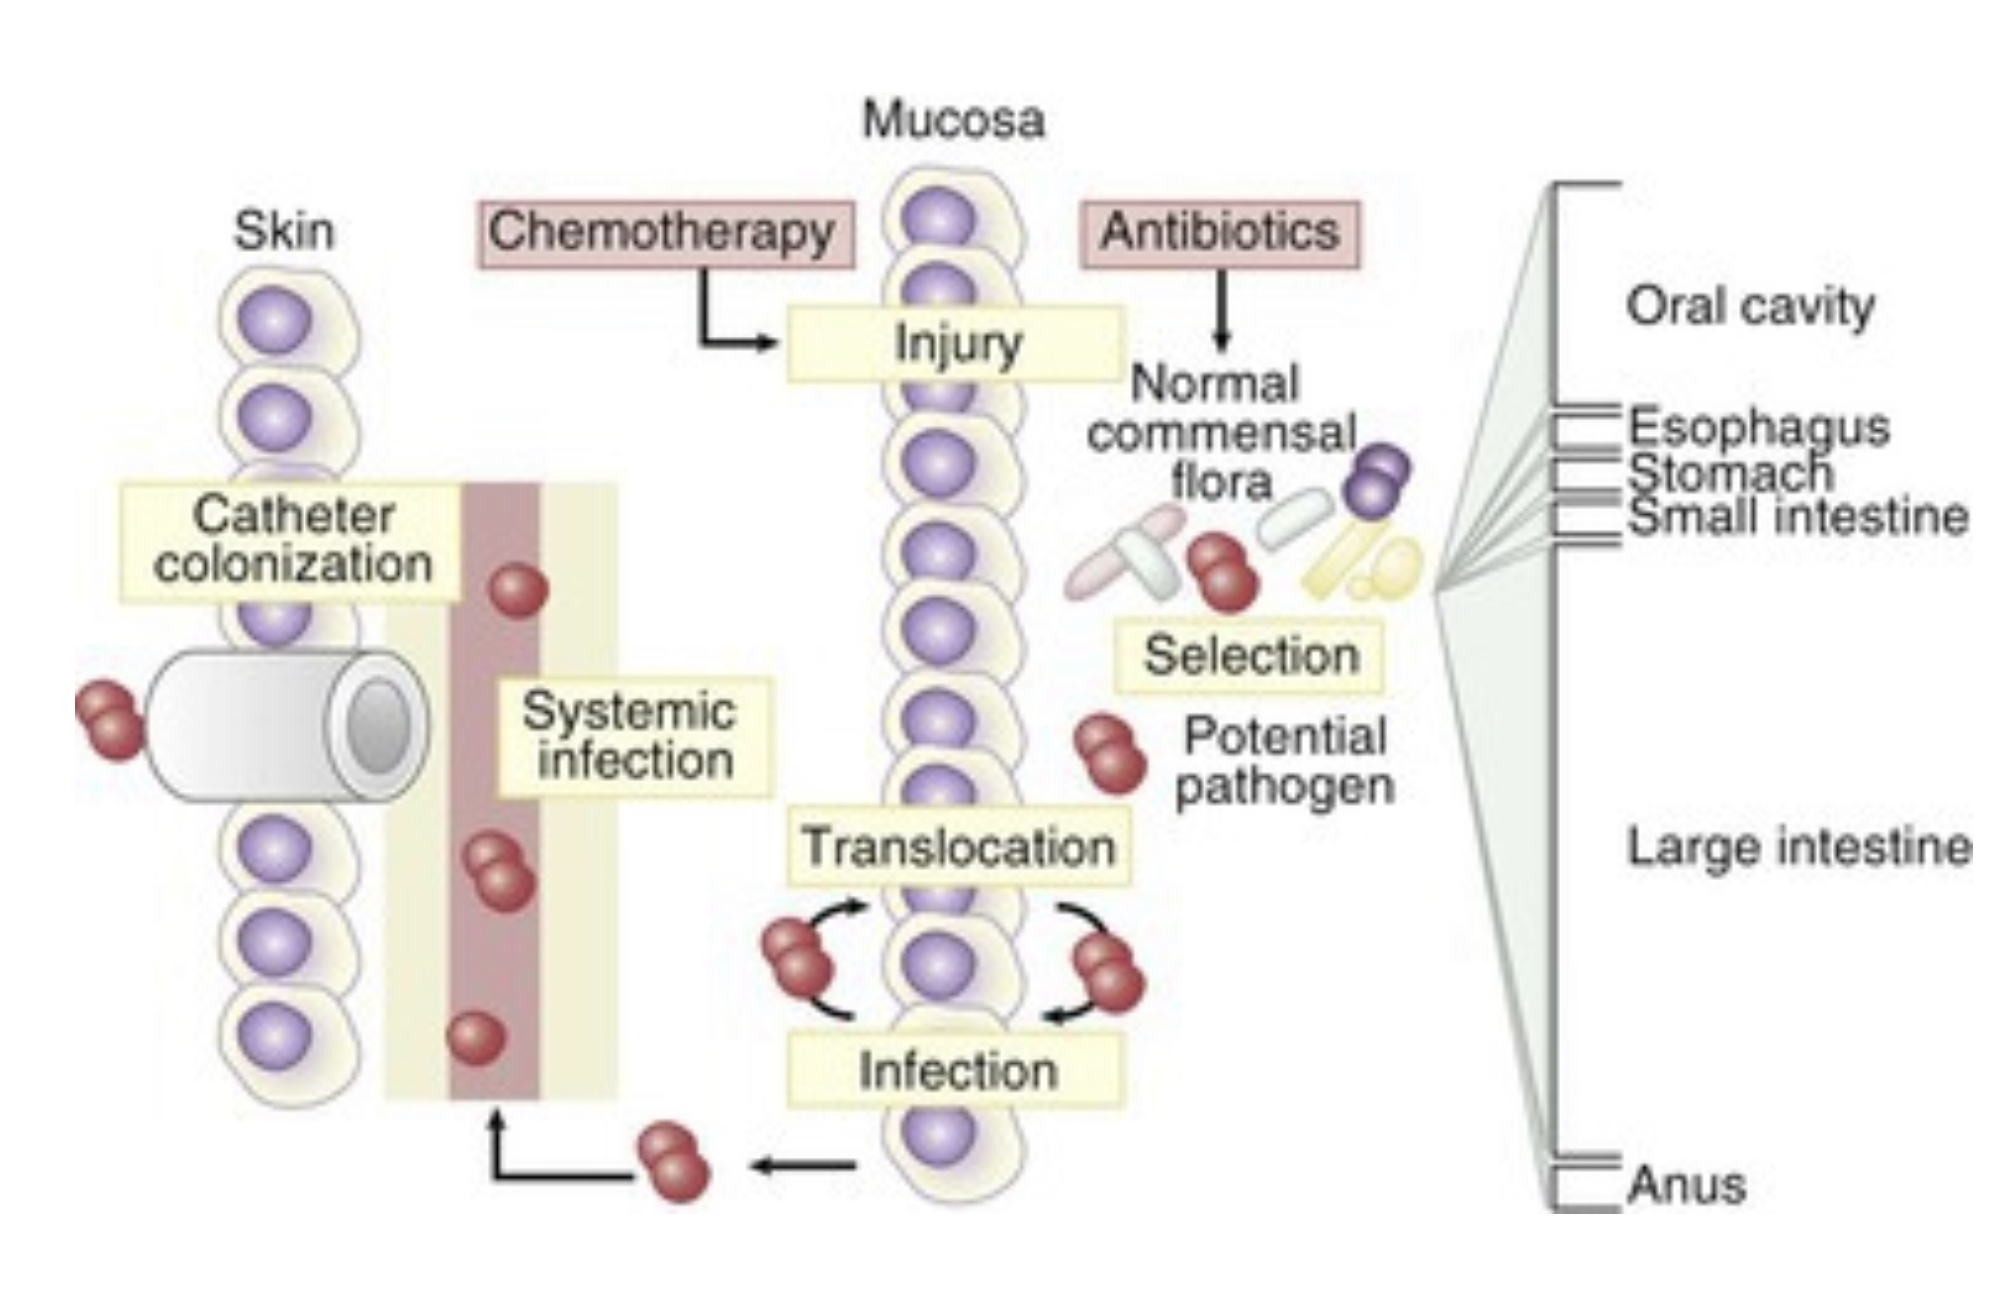 Mucosa
Skin
Chemotherapy
Antibiotics
Injury
Normal
commensal
flora
Catheter
colonization
Selection
Systemic
infection
Potential
pathogen
Translocation
Infection
Oral cavity
Esophagus
Stomach
Small intestine
Large intestine
Anus